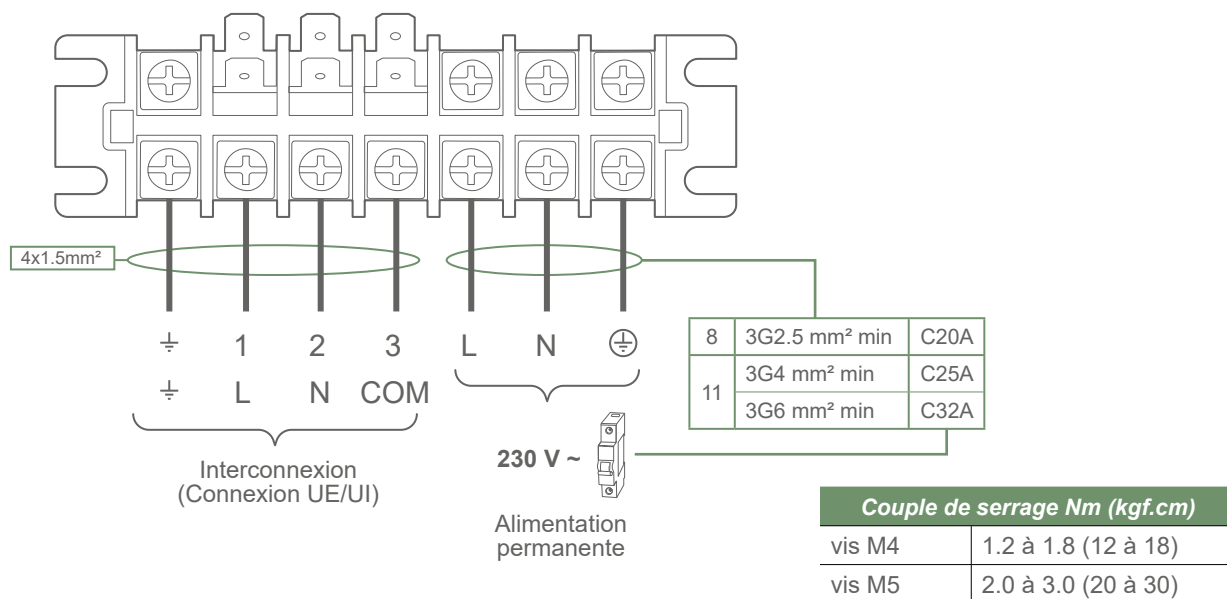 4x1.5mm²
⏚ 1 2 3 L N
⏚ L N COM
Interconnexion
(Connexion UE/UI)
230 V ~
Alimentation
permanente
8 3G2.5 mm² min C20A
11 3G4 mm² min C25A
3G6 mm² min C32A
Couple de serrage Nm (kgf.cm)
vis M4 1.2 à 1.8 (12 à 18)
vis M5 2.0 à 3.0 (20 à 30)